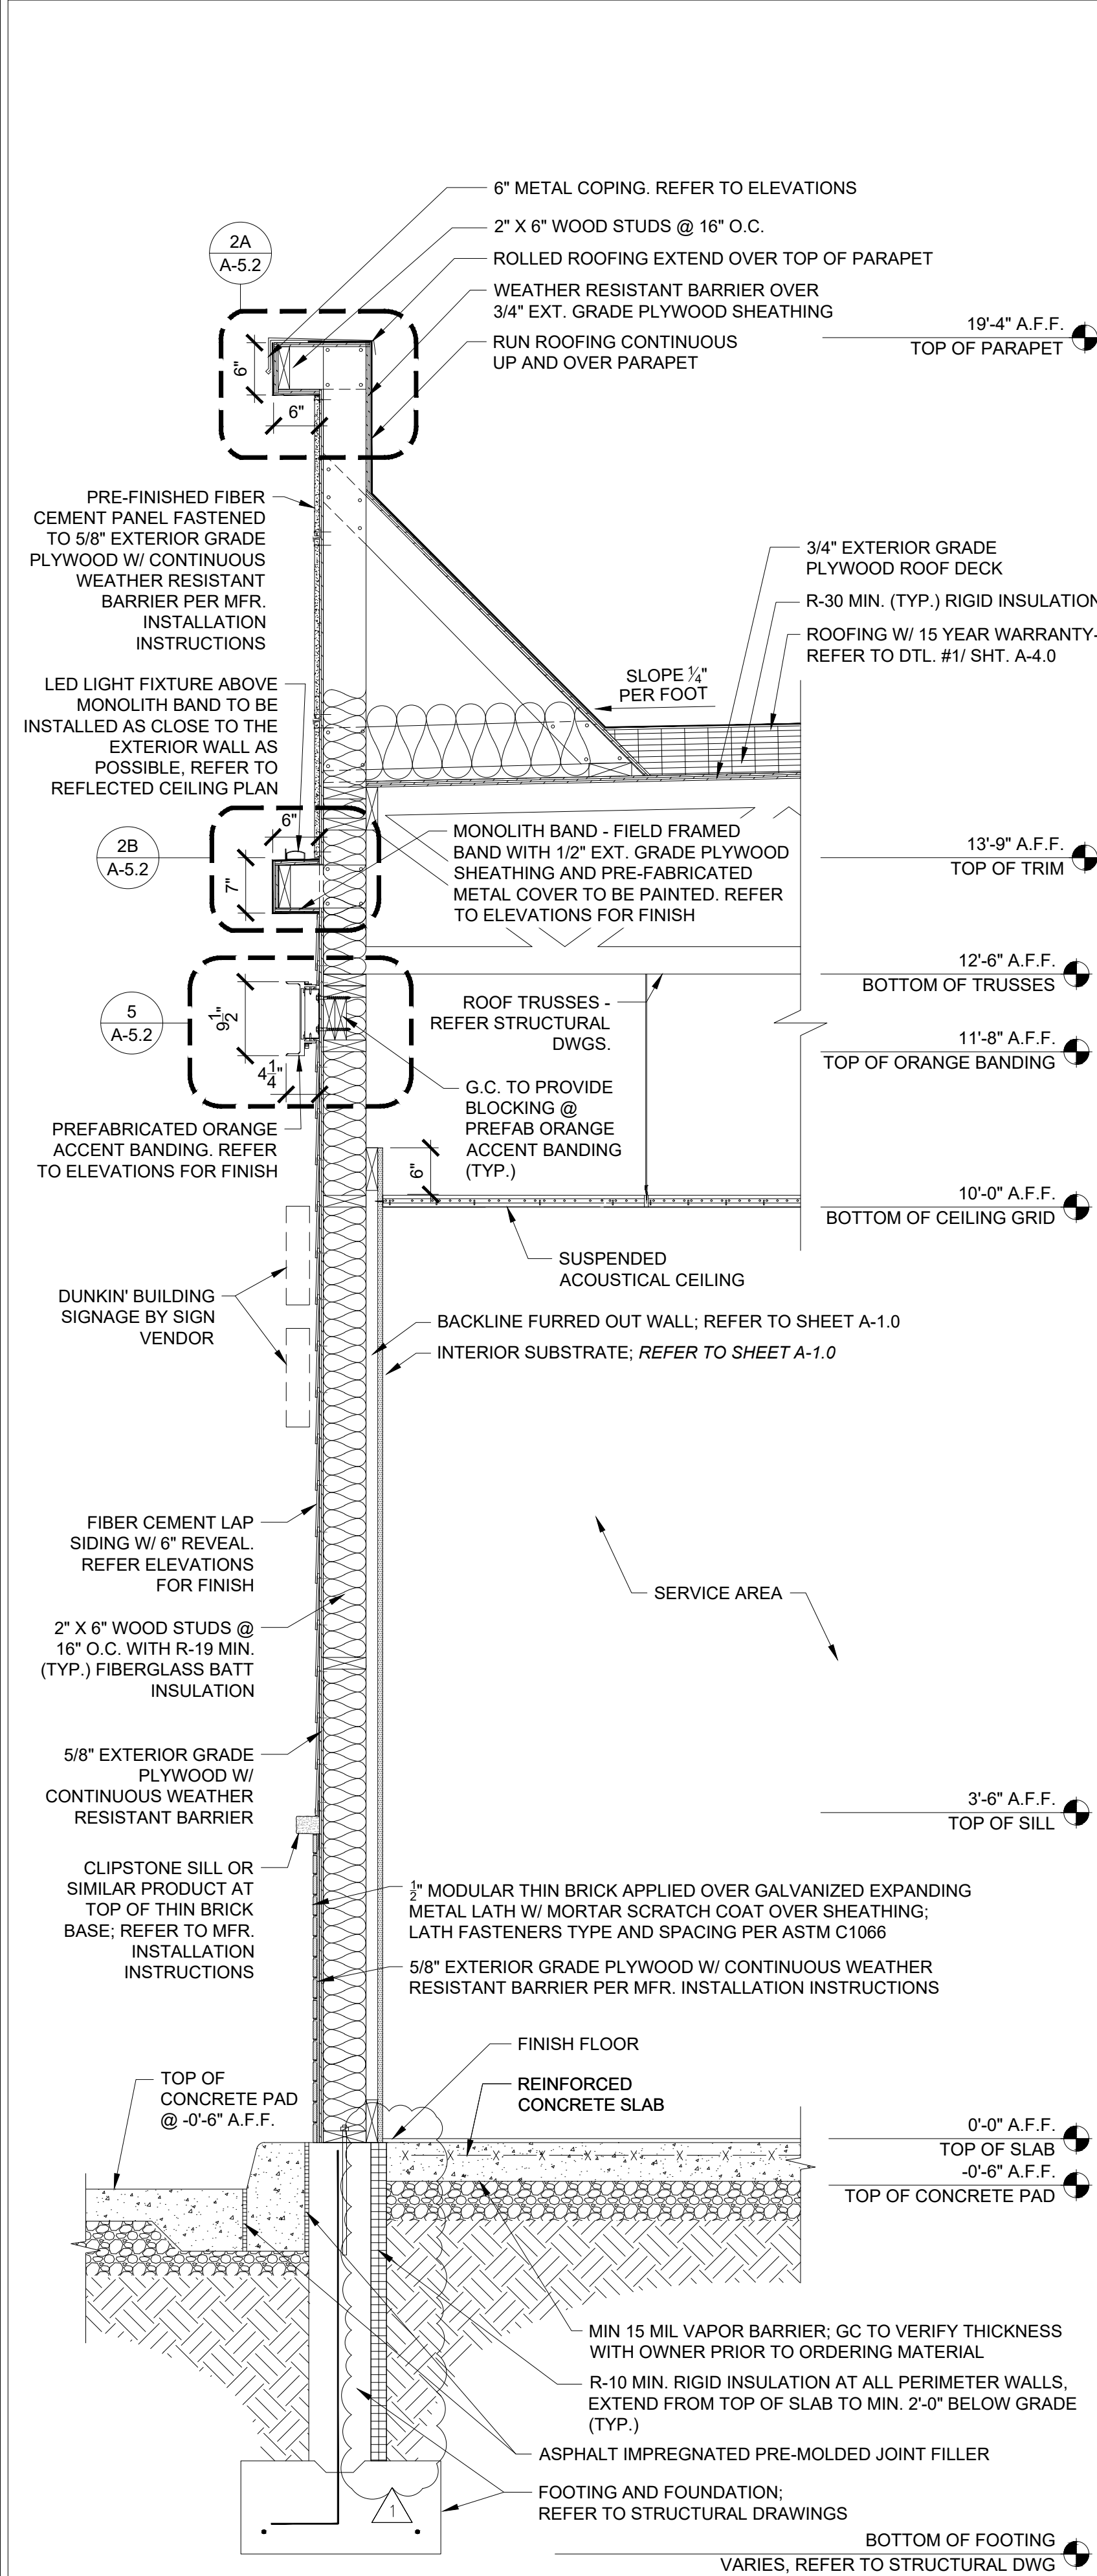 6" METAL COPING. REFER TO ELEVATIONS
2" X 6" WOOD STUDS @ 16" O.C.
ROLLED ROOFING EXTEND OVER TOP OF PARAPET
WEATHER RESISTANT BARRIER OVER
3/4" EXT. GRADE PLYWOOD SHEATHING
RUN ROOFING CONTINUOUS
UP AND OVER PARAPET
2A
A-5.2
19'-4" A.F.F.
TOP OF PARAPET
6"
6"
PRE-FINISHED FIBER
CEMENT PANEL FASTENED
TO 5/8" EXTERIOR GRADE
PLYWOOD W/ CONTINUOUS
WEATHER RESISTANT
BARRIER PER MFR.
INSTALLATION
INSTRUCTIONS
3/4" EXTERIOR GRADE
PLYWOOD ROOF DECK
R-30 MIN. (TYP.) RIGID INSULATION
ROOFING W/ 15 YEAR WARRANTY-
REFER TO DTL. #1/ SHT. A-4.0
SLOPE 1/4"
PER FOOT
LED LIGHT FIXTURE ABOVE
MONOLITH BAND TO BE
INSTALLED AS CLOSE TO THE
EXTERIOR WALL AS
POSSIBLE, REFER TO
REFLECTED CEILING PLAN
6"
2B
A-5.2
7"
MONOLITH BAND - FIELD FRAMED
BAND WITH 1/2" EXT. GRADE PLYWOOD
SHEATHING AND PRE-FABRICATED
METAL COVER TO BE PAINTED. REFER
TO ELEVATIONS FOR FINISH
13'-9" A.F.F.
TOP OF TRIM
12'-6" A.F.F.
BOTTOM OF TRUSSES
5
A-5.2
9 1/2"
4 1/4"
ROOF TRUSSES -
REFER STRUCTURAL
DWGS.
11'-8" A.F.F.
TOP OF ORANGE BANDING
G.C. TO PROVIDE
BLOCKING @
PREFAB ORANGE
ACCENT BANDING
(TYP.)
PREFABRICATED ORANGE
ACCENT BANDING. REFER
TO ELEVATIONS FOR FINISH
6"
10'-0" A.F.F.
BOTTOM OF CEILING GRID
SUSPENDED
ACOUSTICAL CEILING
DUNKIN' BUILDING
SIGNAGE BY SIGN
VENDOR
BACKLINE FURRED OUT WALL; REFER TO SHEET A-1.0
INTERIOR SUBSTRATE; REFER TO SHEET A-1.0
FIBER CEMENT LAP
SIDING W/ 6" REVEAL.
REFER ELEVATIONS
FOR FINISH
SERVICE AREA
2" X 6" WOOD STUDS @
16" O.C. WITH R-19 MIN.
(TYP.) FIBERGLASS BATT
INSULATION
5/8" EXTERIOR GRADE
PLYWOOD W/
CONTINUOUS WEATHER
RESISTANT BARRIER
3'-6" A.F.F.
TOP OF SILL
CLIPSTONE SILL OR
SIMILAR PRODUCT AT
TOP OF THIN BRICK
BASE; REFER TO MFR.
INSTALLATION
INSTRUCTIONS
1/2" MODULAR THIN BRICK APPLIED OVER GALVANIZED EXPANDING
METAL LATH W/ MORTAR SCRATCH COAT OVER SHEATHING;
LATH FASTENERS TYPE AND SPACING PER ASTM C1066
5/8" EXTERIOR GRADE PLYWOOD W/ CONTINUOUS WEATHER
RESISTANT BARRIER PER MFR. INSTALLATION INSTRUCTIONS
FINISH FLOOR
TOP OF
CONCRETE PAD
@ -0'-6" A.F.F.
REINFORCED
CONCRETE SLAB
0'-0" A.F.F.
TOP OF SLAB
-0'-6" A.F.F.
TOP OF CONCRETE PAD
MIN 15 MIL VAPOR BARRIER; GC TO VERIFY THICKNESS
WITH OWNER PRIOR TO ORDERING MATERIAL
R-10 MIN. RIGID INSULATION AT ALL PERIMETER WALLS,
EXTEND FROM TOP OF SLAB TO MIN. 2'-0" BELOW GRADE
(TYP.)
ASPHALT IMPREGNATED PRE-MOLDED JOINT FILLER
FOOTING AND FOUNDATION;
REFER TO STRUCTURAL DRAWINGS
1
BOTTOM OF FOOTING
VARIES, REFER TO STRUCTURAL DWG